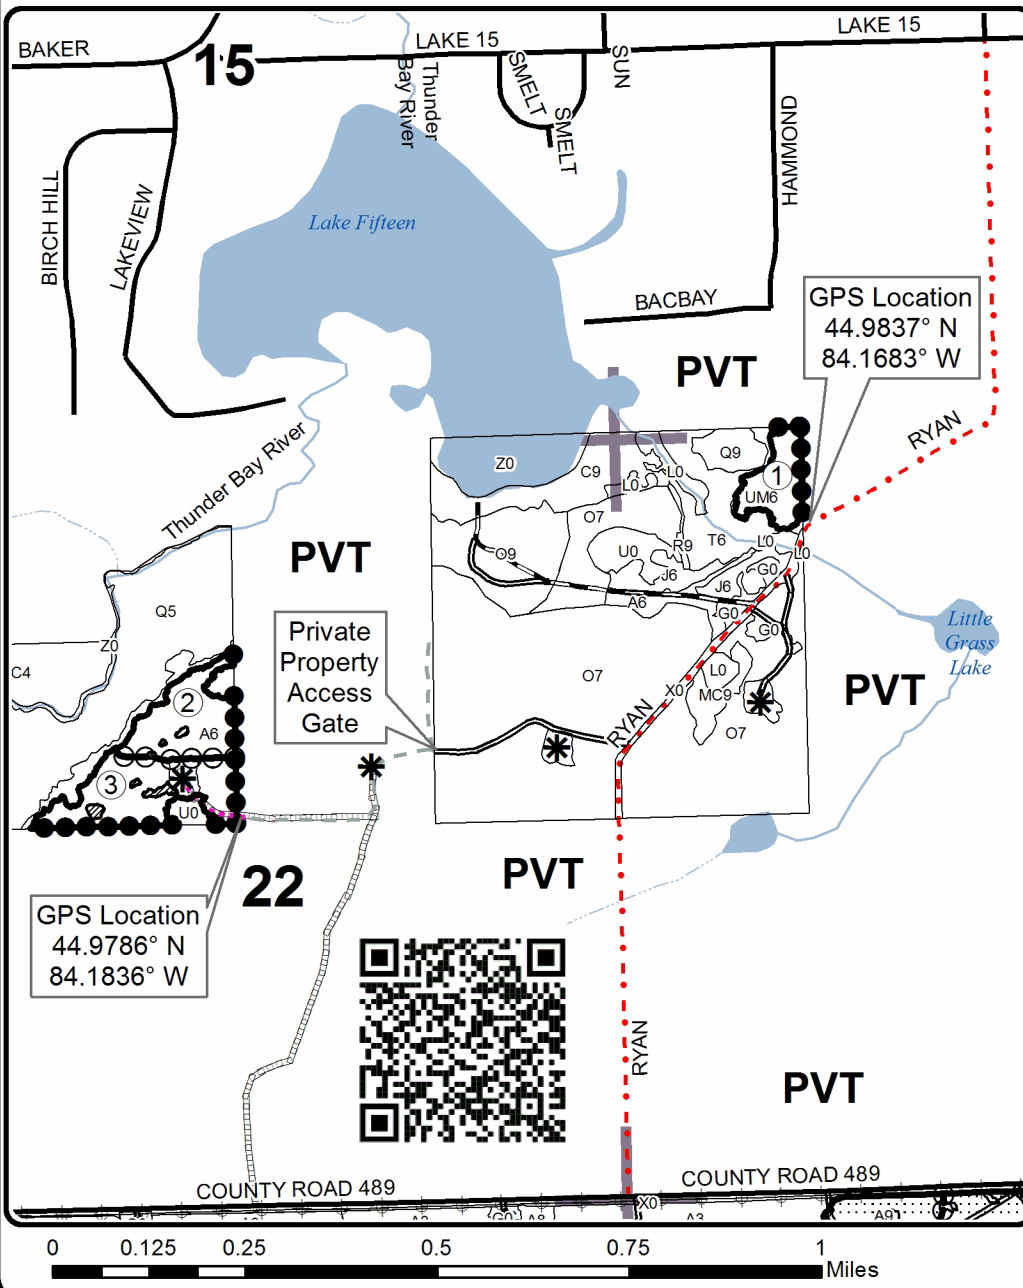 BAKER
15
LAKE 15
LAKE 15
SUN
Thunder
Bay River
SMELT
SMELT
HAMMOND
BIRCH HILL
LAKEVIEW
Lake Fifteen
BACBAY
GPS Location
44.9837° N
84.1683° W
PVT
RYAN
Thunder Bay River
Z0
C9
L0
L0
Q9
1
UM6
O7
PVT
O9
U0
R9
T6
L0
L0
J6
G0
J6
A6
G0
G0
Q5
Z0
C4
Private
Property
Access
Gate
Little
Grass
Lake
O7
L0
X0
MC9
PVT
2
A6
RYAN
O7
3
U0
22
PVT
GPS Location
44.9786° N
84.1836° W
RYAN
PVT
COUNTY ROAD 489
COUNTY ROAD 489
X0
G0
A8
A3
A9
0
0.125
0.25
0.5
0.75
1
Miles